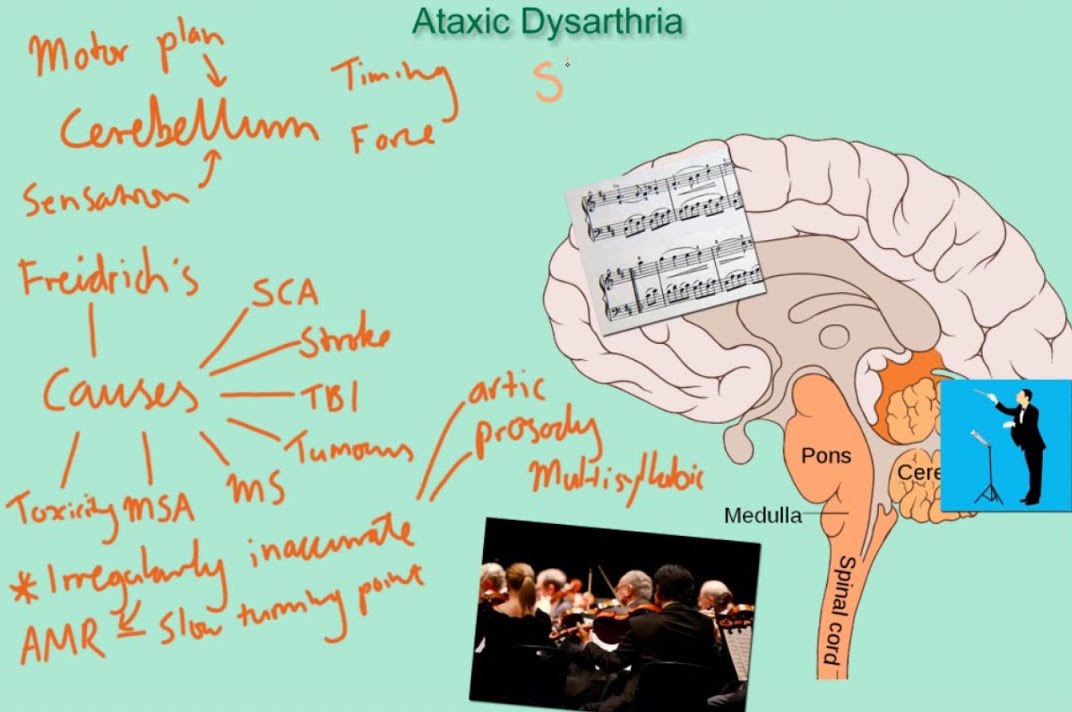 Ataxic Dysarthria
Motor plan
Cerebellum
Sensation
Timing
Force
S
Freidrich's
SCA
Stroke
Causes
TBI
Tumours
MS
MSA
Toxicity
artic
prosody
Multisyllabic
* Irregularly inaccurate
AMR
Slow turning point
Pons
Cere
Medulla
Spinal cord